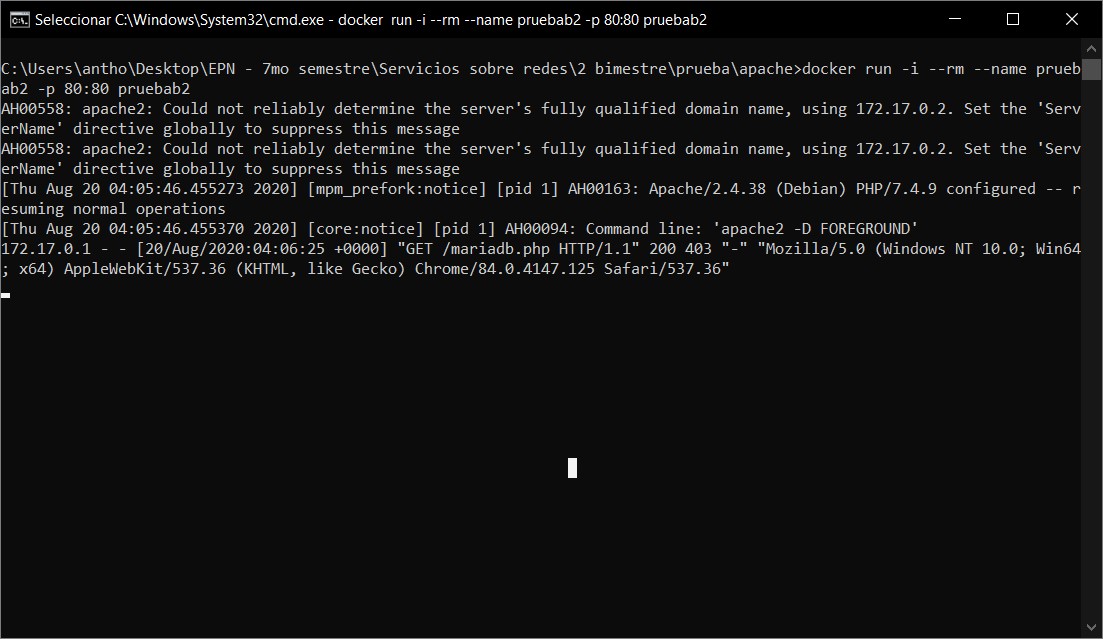 Seleccionar C:\Windows\System32\cmd.exe - docker  run -i --rm --name pruebab2 -p 80:80 pruebab2
C:\Users\antho\Desktop\EPN - 7mo semestre\Servicios sobre redes\2 bimestre\prueba\apache>docker run -i --rm --name prueb
ab2 -p 80:80 pruebab2
AH00558: apache2: Could not reliably determine the server's fully qualified domain name, using 172.17.0.2. Set the 'Serv
erName' directive globally to suppress this message
AH00558: apache2: Could not reliably determine the server's fully qualified domain name, using 172.17.0.2. Set the 'Serv
erName' directive globally to suppress this message
[Thu Aug 20 04:05:46.455273 2020] [mpm_prefork:notice] [pid 1] AH00163: Apache/2.4.38 (Debian) PHP/7.4.9 configured -- r
esuming normal operations
[Thu Aug 20 04:05:46.455370 2020] [core:notice] [pid 1] AH00094: Command line: 'apache2 -D FOREGROUND'
172.17.0.1 - - [20/Aug/2020:04:06:25 +0000] "GET /mariadb.php HTTP/1.1" 200 403 "-" "Mozilla/5.0 (Windows NT 10.0; Win64
; x64) AppleWebKit/537.36 (KHTML, like Gecko) Chrome/84.0.4147.125 Safari/537.36"